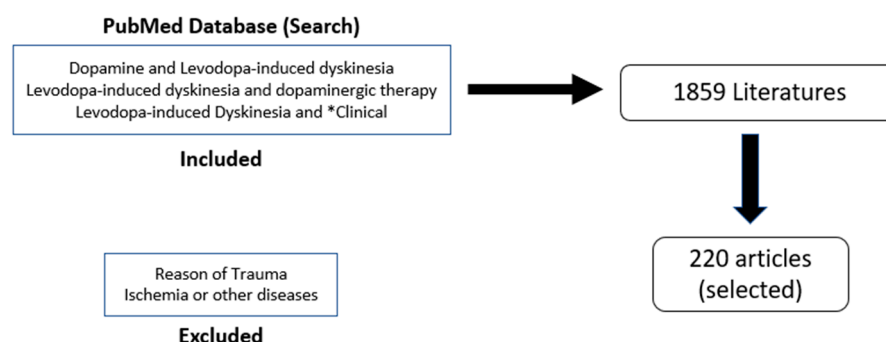 PubMed Database (Search)
Dopamine and Levodopa-induced dyskinesia
Levodopa-induced dyskinesia and dopaminergic therapy
Levodopa-induced Dyskinesia and *Clinical
Included
1859 Literatures
220 articles
(selected)
Reason of Trauma
Ischemia or other diseases
Excluded